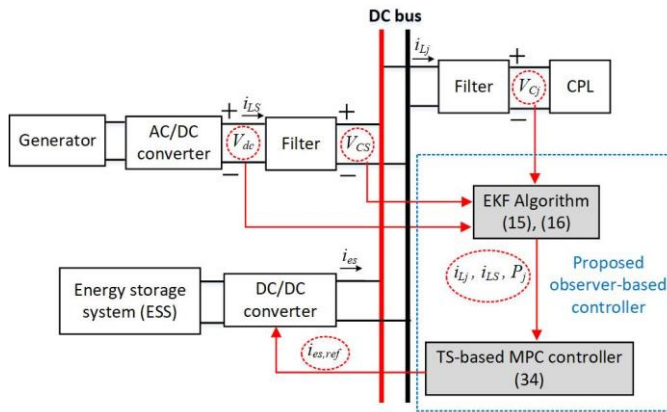 DC bus
i_Lj
+
Filter
V_Cj
CPL
−
i_LS
+
+
Generator
AC/DC
converter
V_dc
Filter
V_CS
−
−
EKF Algorithm
(15), (16)
i_Lj , i_LS , P_j
Proposed
observer-based
controller
i_es
Energy storage
system (ESS)
DC/DC
converter
i_es,ref
TS-based MPC controller
(34)